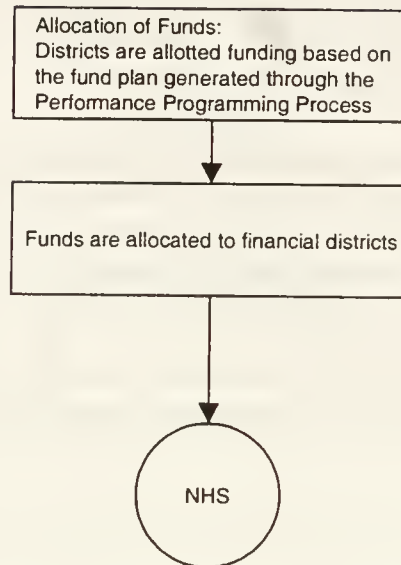 Allocation of Funds:
Districts are allotted funding based on
the fund plan generated through the
Performance Programming Process
Funds are allocated to financial districts
NHS